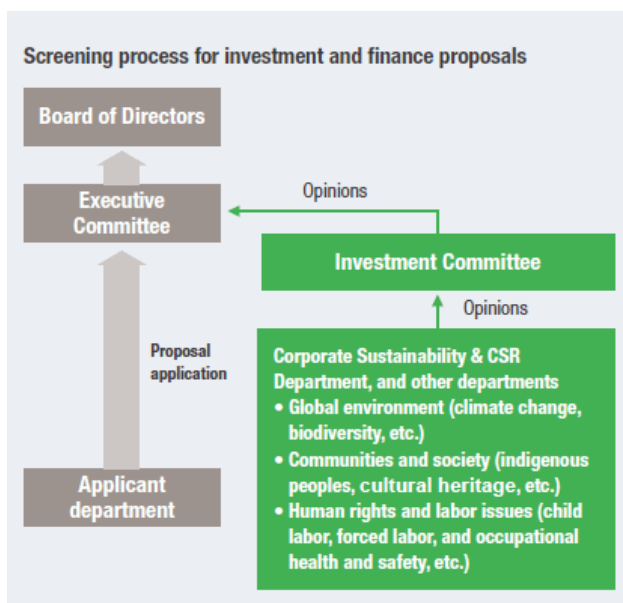 Screening process for investment and finance proposals
Board of Directors
Executive
Committee
Opinions
Investment Committee
Opinions
Proposal
application
Corporate Sustainability & CSR
Department, and other departments
• Global environment (climate change,
biodiversity, etc.)
• Communities and society (indigenous
peoples, cultural heritage, etc.)
• Human rights and labor issues (child
labor, forced labor, and occupational
health and safety, etc.)
Applicant
department